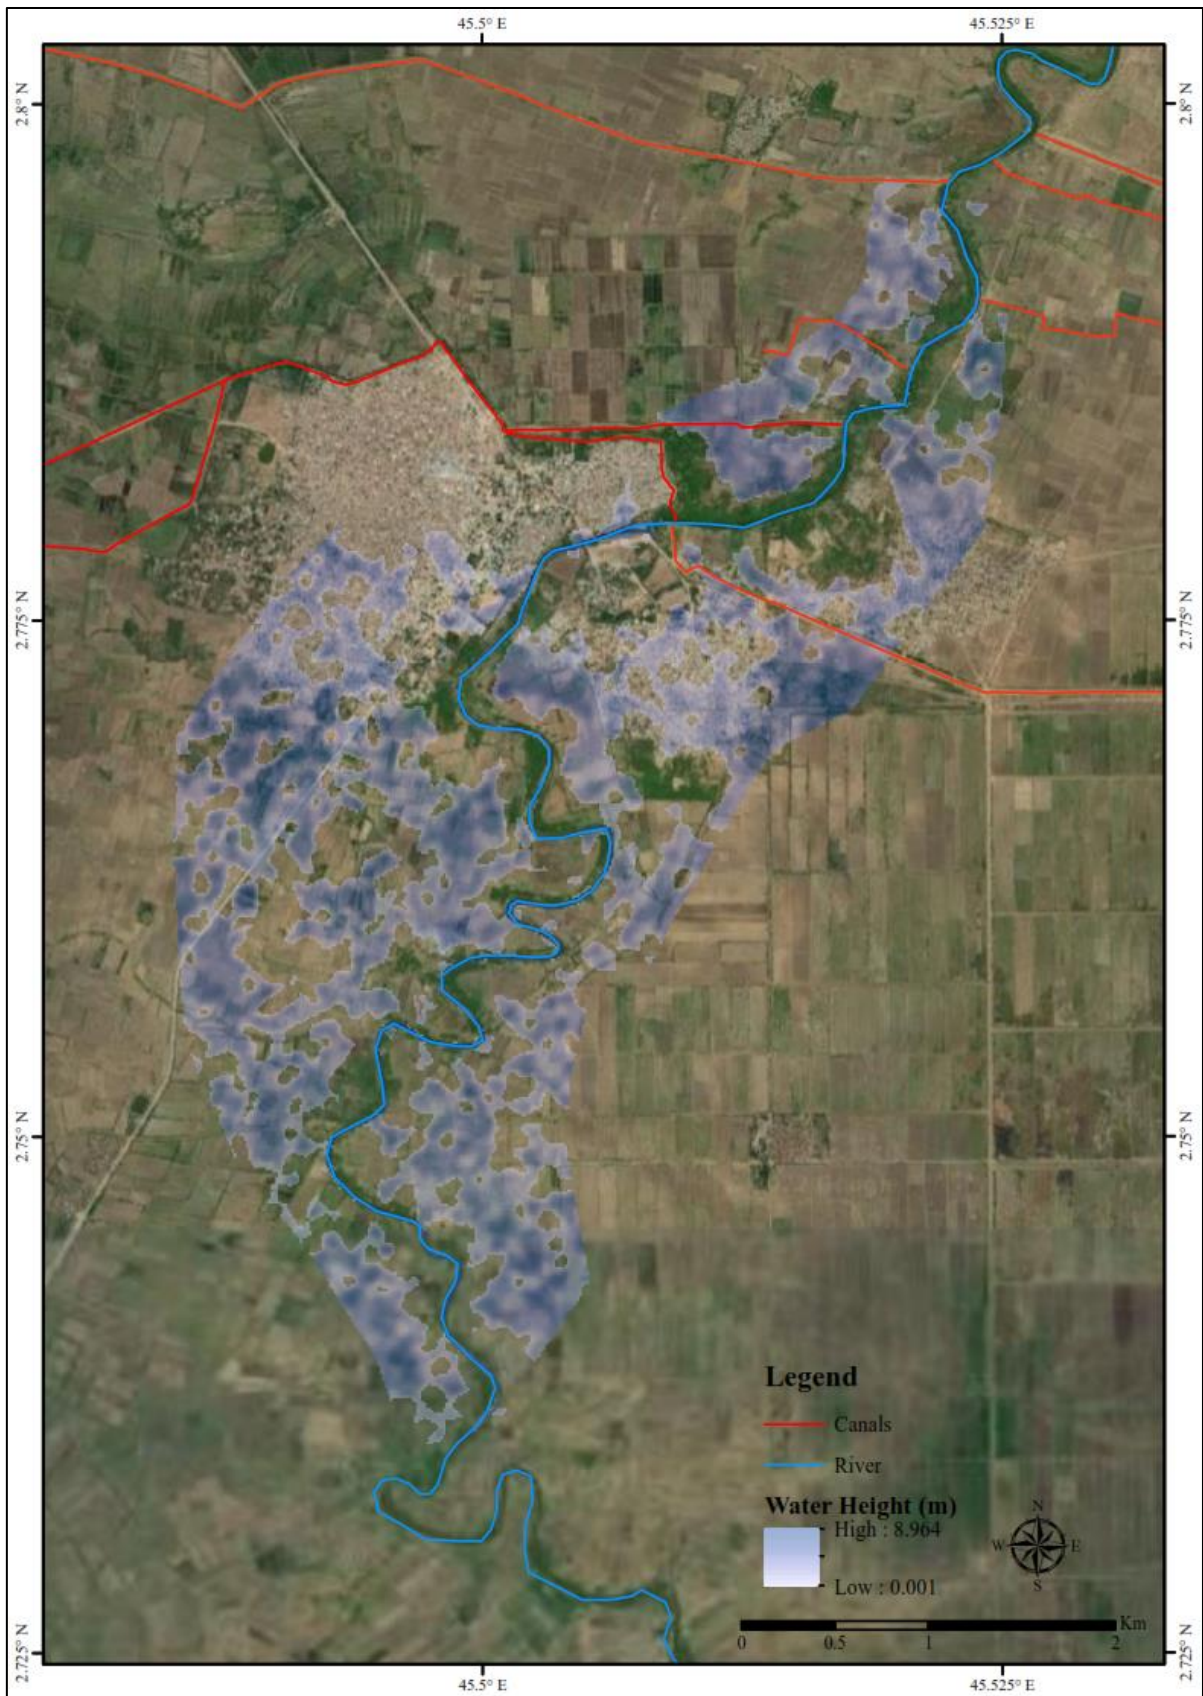 45.5° E
45.525° E
2.8° N
2.8° N
2.775° N
2.775° N
2.75° N
2.75° N
Legend
Canals
River
Water Height (m)
High : 8.964
Low : 0.001
N
W
E
S
Km
0
0.5
1
2
2.725° N
2.725° N
45.5° E
45.525° E